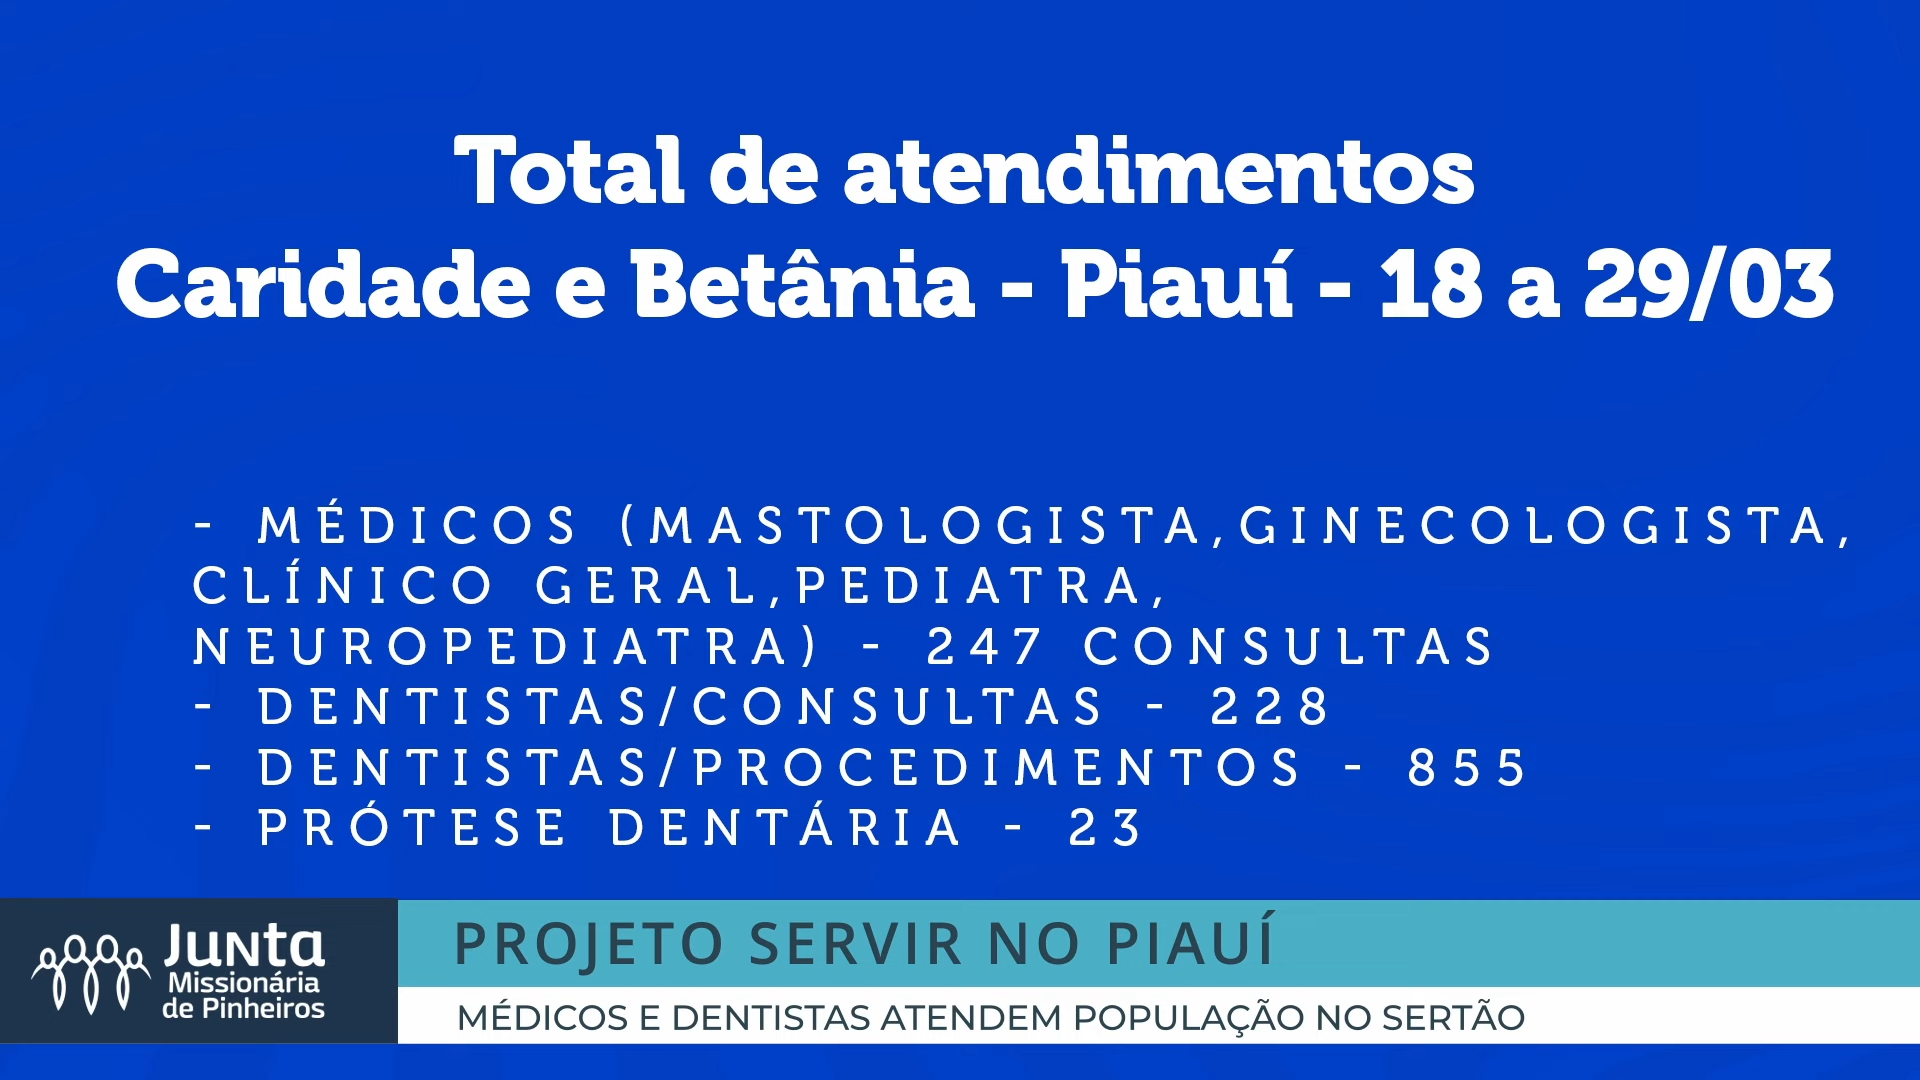 Total de atendimentos
Caridade e Betânia - Piauí - 18 a 29/03
- MÉDICOS (MASTOLOGISTA,GINECOLOGISTA,
CLÍNICO GERAL,PEDIATRA,
NEUROPEDIATRA) - 247 CONSULTAS
- DENTISTAS/CONSULTAS - 228
- DENTISTAS/PROCEDIMENTOS - 855
- PRÓTESE DENTÁRIA - 23
Junta
Missionária
de Pinheiros
PROJETO SERVIR NO PIAUÍ
MÉDICOS E DENTISTAS ATENDEM POPULAÇÃO NO SERTÃO